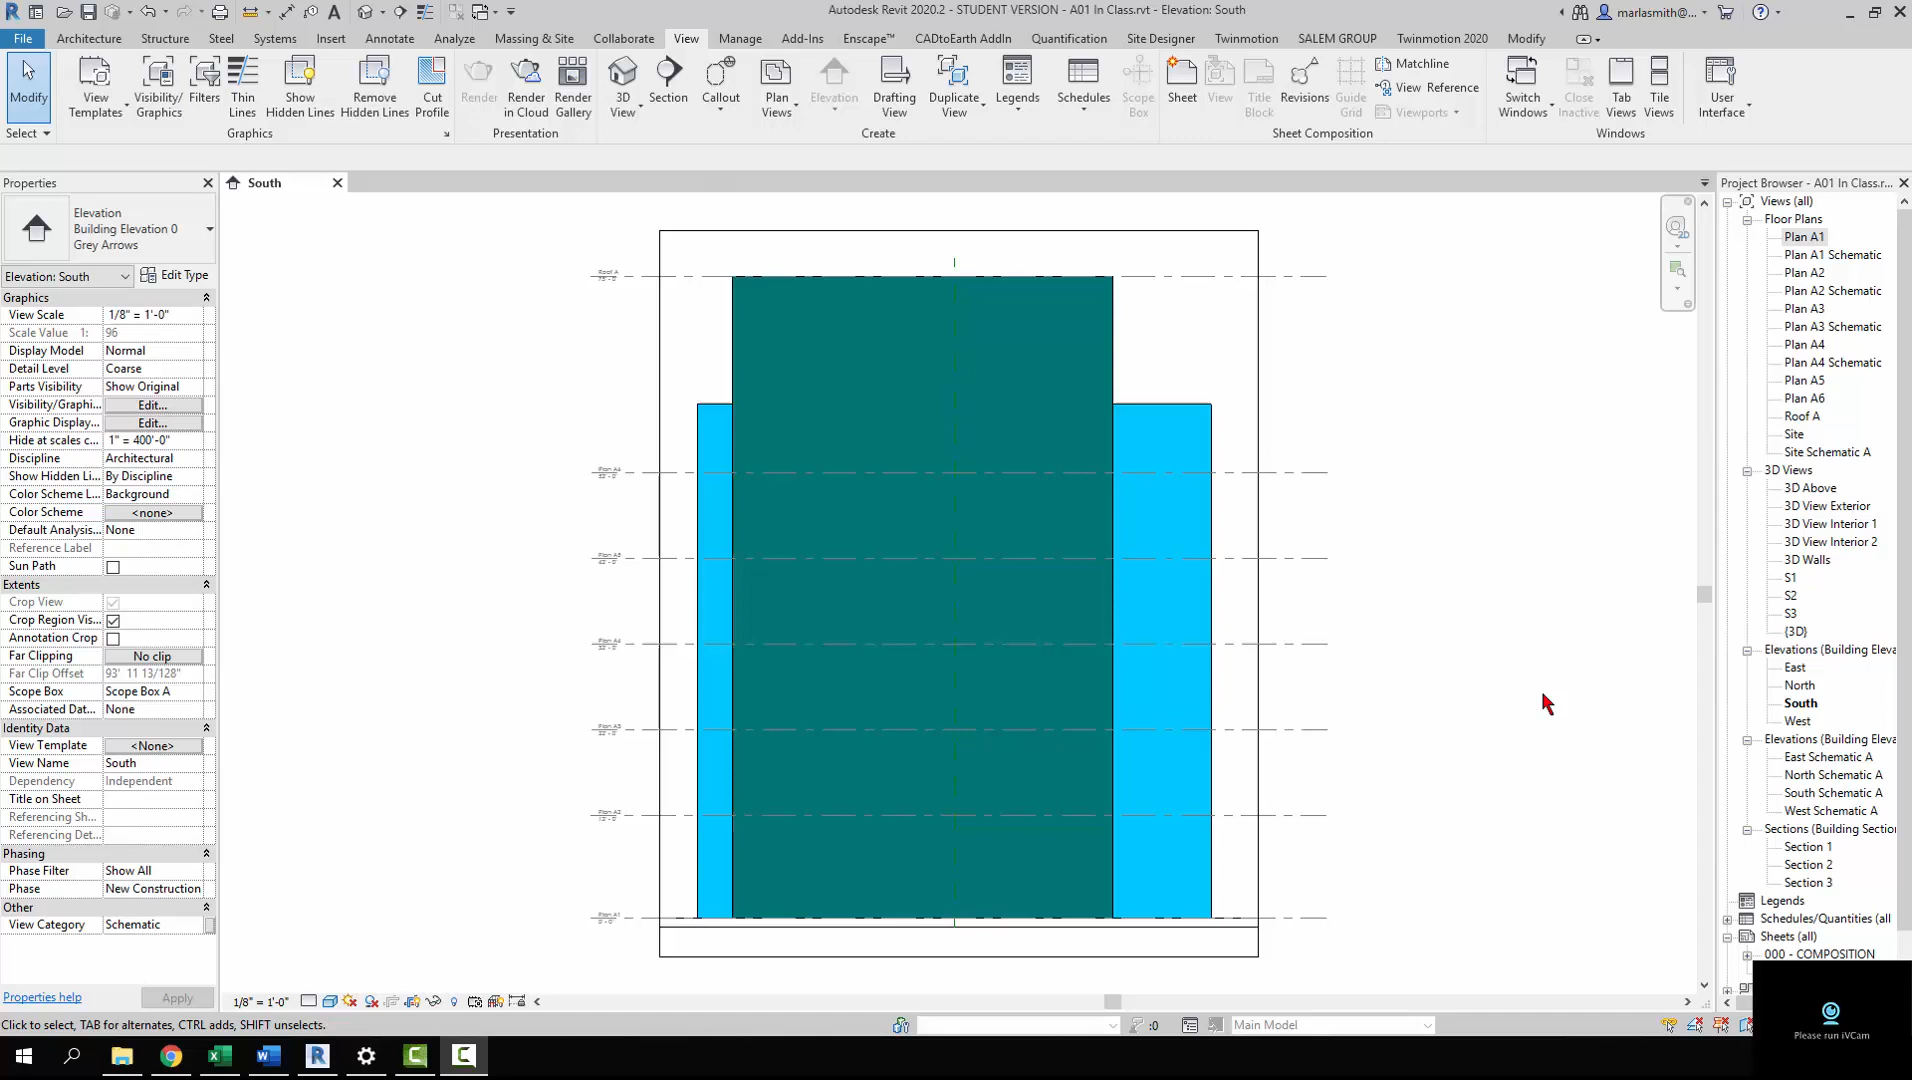 Autodesk Revit 2020.2 - STUDENT VERSION - A01 In Class.rvt - Elevation: South
marlasmith@...
File Architecture Structure Steel Systems Insert Annotate Analyze Massing & Site Collaborate View Manage Add-Ins Enscape™ CADtoEarth AddIn Quantification Site Designer Twinmotion SALEM GROUP Twinmotion 2020 Modify
Modify
View Templates
Visibility/ Graphics
Filters
Thin Lines
Show Hidden Lines
Remove Hidden Lines
Cut Profile
Render
Render in Cloud
Render Gallery
3D View
Section
Callout
Plan Views
Elevation
Drafting View
Duplicate View
Legends
Schedules
Scope Box
Sheet
View
Title Block
Revisions
Guide Grid
Matchline
View Reference
Viewports
Switch Windows
Close Inactive
Tab Views
Tile Views
User Interface
Select Graphics Presentation Create Sheet Composition Windows
Properties
South
Project Browser - A01 In Class.r...
Elevation
Building Elevation 0
Grey Arrows
Elevation: South Edit Type
Graphics
View Scale 1/8" = 1'-0"
Scale Value 1: 96
Display Model Normal
Detail Level Coarse
Parts Visibility Show Original
Visibility/Graphi... Edit...
Graphic Display... Edit...
Hide at scales c... 1" = 400'-0"
Discipline Architectural
Show Hidden Li... By Discipline
Color Scheme L... Background
Color Scheme <none>
Default Analysis... None
Reference Label
Sun Path
Extents
Crop View
Crop Region Vis...
Annotation Crop
Far Clipping No clip
Far Clip Offset 93' 11 13/128"
Scope Box Scope Box A
Associated Dat... None
Identity Data
View Template <None>
View Name South
Dependency Independent
Title on Sheet
Referencing Sh...
Referencing Det...
Phasing
Phase Filter Show All
Phase New Construction
Other
View Category Schematic
Properties help Apply
Roof A
Plan A6
Plan A5
Plan A4
Plan A3
Plan A2
Plan A1
2D
Views (all)
Floor Plans
Plan A1
Plan A1 Schematic
Plan A2
Plan A2 Schematic
Plan A3
Plan A3 Schematic
Plan A4
Plan A4 Schematic
Plan A5
Plan A6
Roof A
Site
Site Schematic A
3D Views
3D Above
3D View Exterior
3D View Interior 1
3D View Interior 2
3D Walls
S1
S2
S3
{3D}
Elevations (Building Eleva
East
North
South
West
Elevations (Building Eleva
East Schematic A
North Schematic A
South Schematic A
West Schematic A
Sections (Building Section
Section 1
Section 2
Section 3
Legends
Schedules/Quantities (all
Sheets (all)
000 - COMPOSITION
1/8" = 1'-0"
Click to select, TAB for alternates, CTRL adds, SHIFT unselects.
:0
Main Model
Please run iVCam